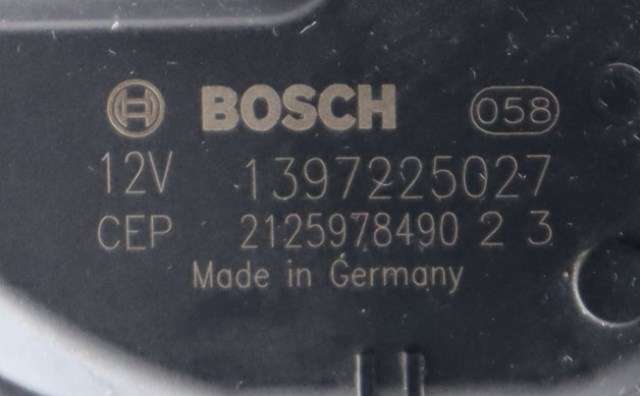 BOSCH 058
12V 1397225027
CEP 2125978490 2 3
Made in Germany